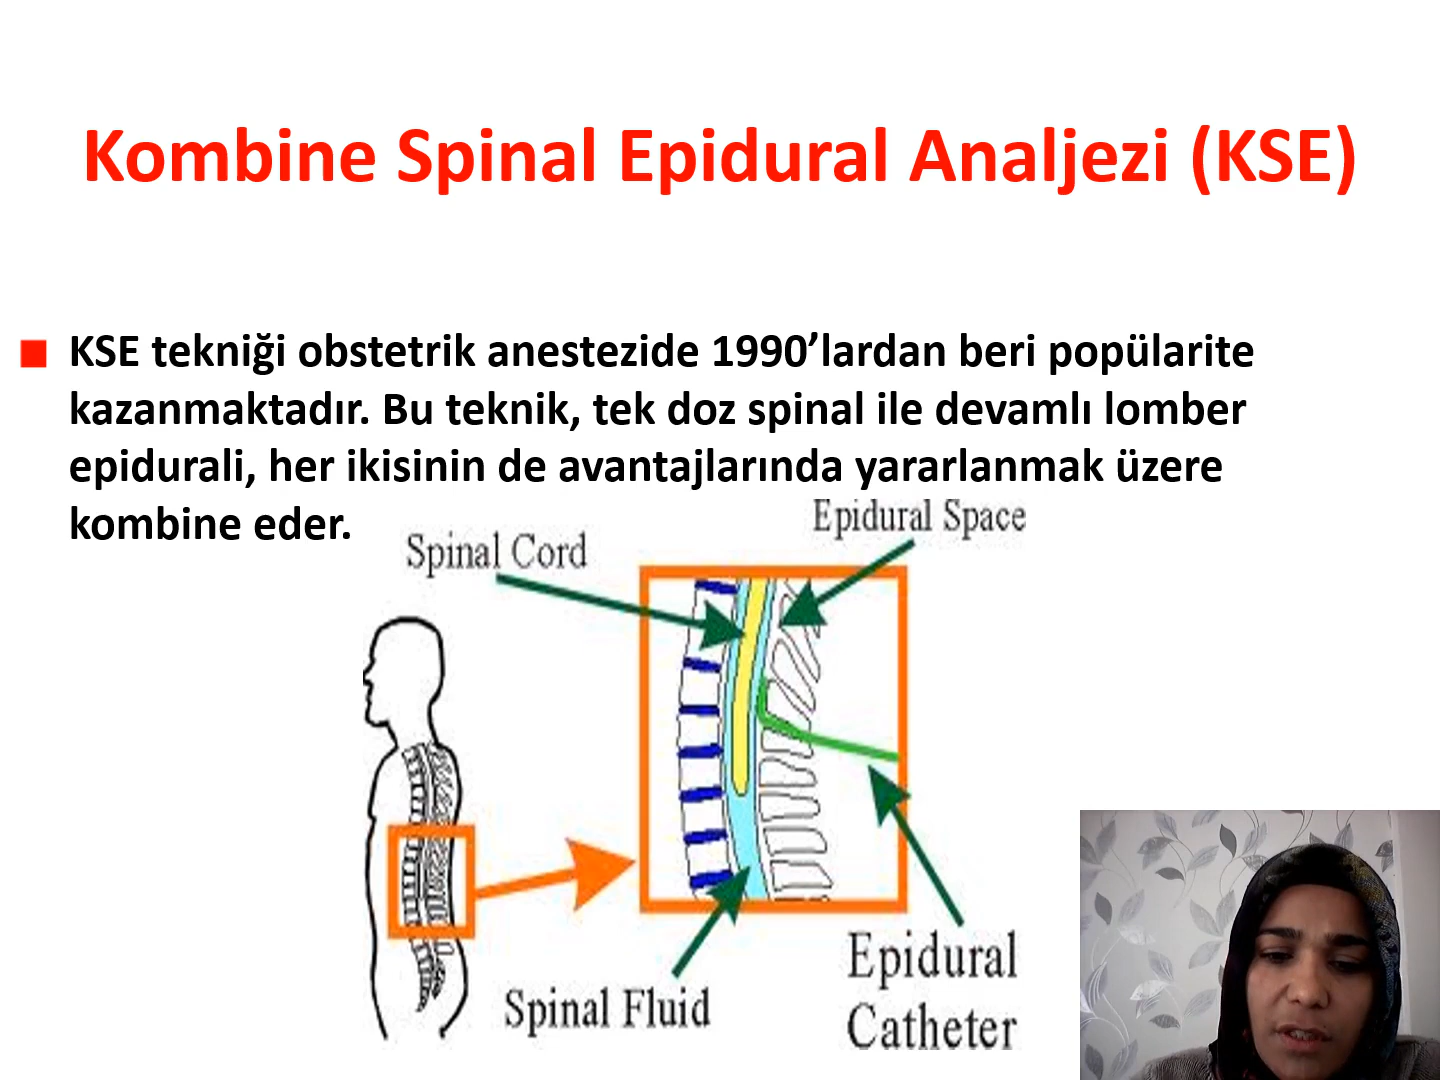 Kombine Spinal Epidural Analjezi (KSE)
KSE tekniği obstetrik anestezide 1990’lardan beri popülarite
kazanmaktadır. Bu teknik, tek doz spinal ile devamlı lomber
epidurali, her ikisinin de avantajlarında yararlanmak üzere
kombine eder.
Epidural Space
Spinal Cord
Epidural
Catheter
Spinal Fluid